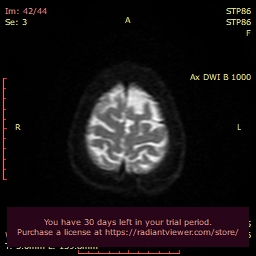 Im: 42/44
Se: 3
A
STP86
STP86
F
Ax DWI B 1000
R
L
You have 30 days left in your trial period.
Purchase a license at https://radiantviewer.com/store/